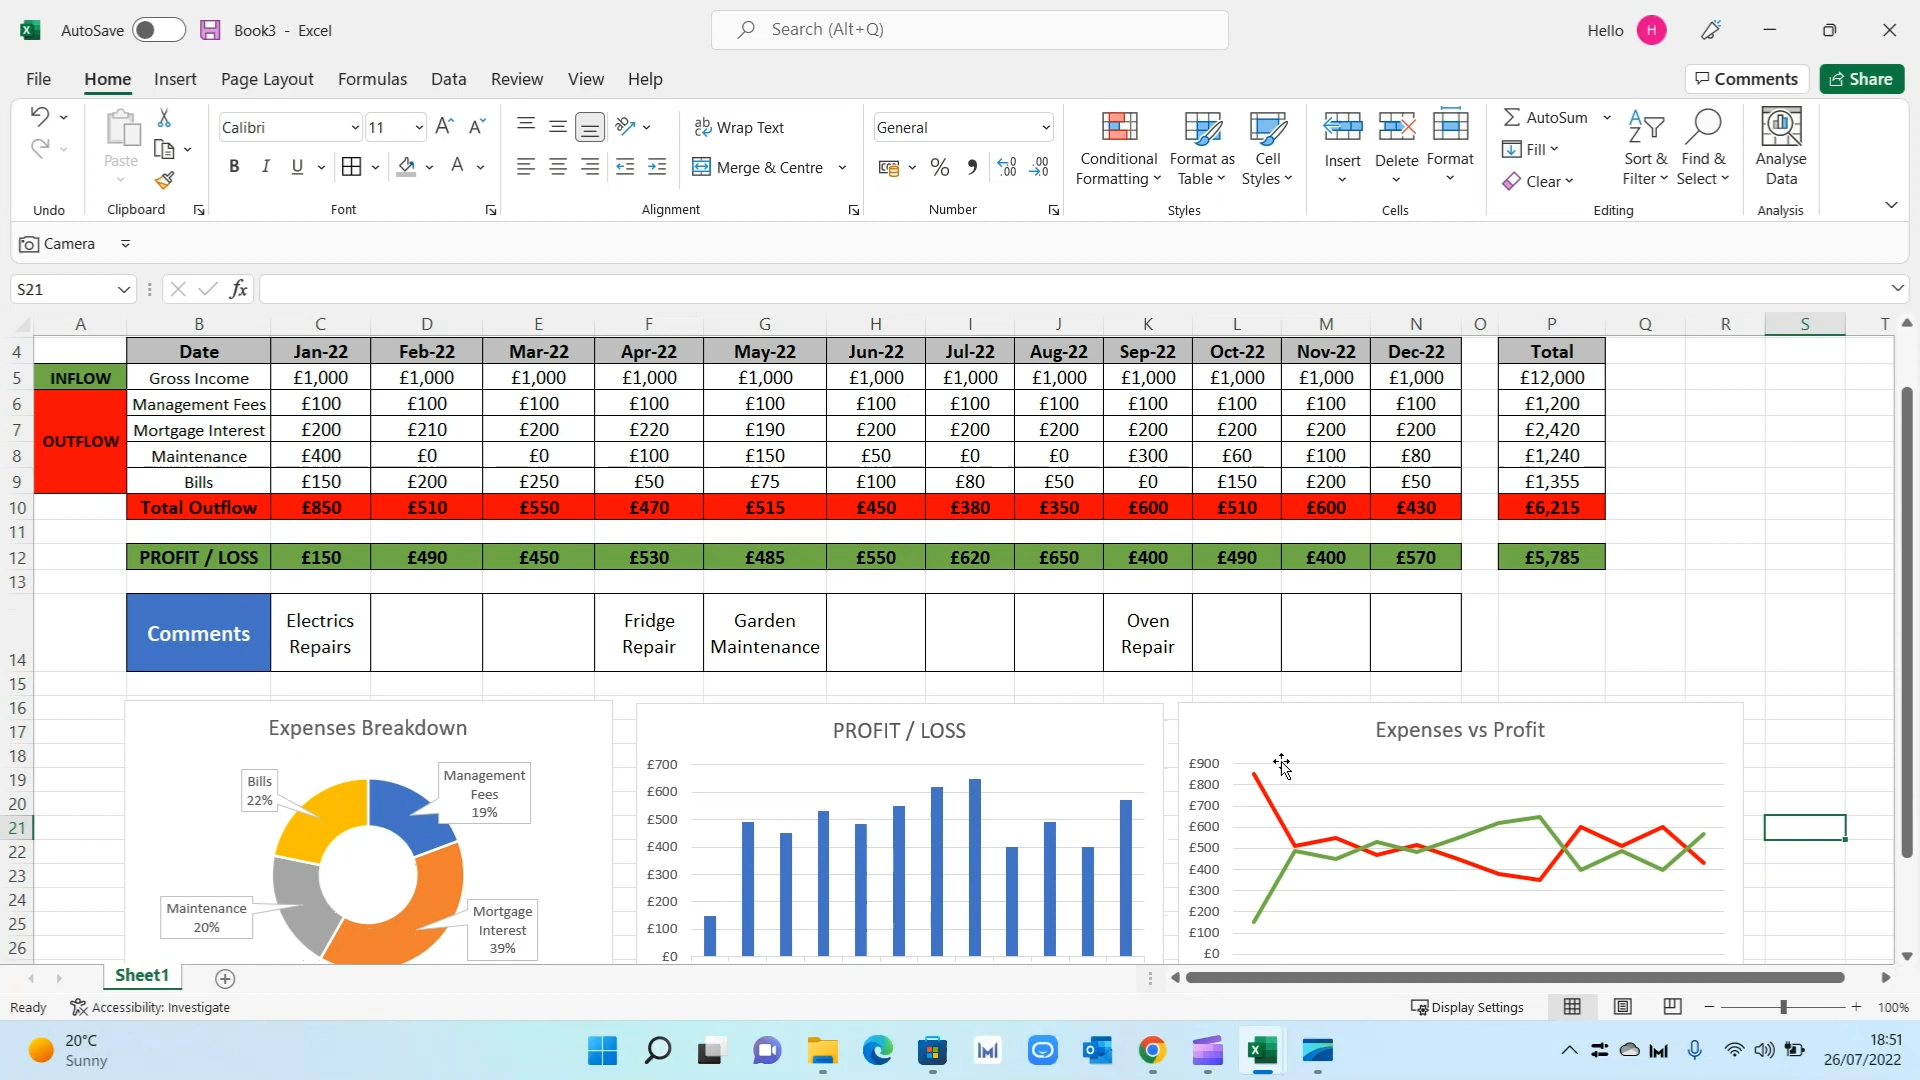 AutoSave Book3 - Excel Search (Alt+Q) Hello H
File Home Insert Page Layout Formulas Data Review View Help Comments Share
Paste
Undo Clipboard
Calibri 11
B I U A
Font
ab Wrap Text
Merge & Centre
Alignment
General
%
Number
Conditional Formatting
Format as Table
Cell Styles
Styles
Insert Delete Format
Cells
AutoSum
Fill
Clear
Sort & Filter
Find & Select
Editing
Analyse Data
Analysis
Camera
S21 fx
A B C D E F G H I J K L M N O P Q R S T
4 Date Jan-22 Feb-22 Mar-22 Apr-22 May-22 Jun-22 Jul-22 Aug-22 Sep-22 Oct-22 Nov-22 Dec-22 Total
5 INFLOW Gross Income £1,000 £1,000 £1,000 £1,000 £1,000 £1,000 £1,000 £1,000 £1,000 £1,000 £1,000 £1,000 £12,000
6 Management Fees £100 £100 £100 £100 £100 £100 £100 £100 £100 £100 £100 £100 £1,200
7 OUTFLOW Mortgage Interest £200 £210 £200 £220 £190 £200 £200 £200 £200 £200 £200 £200 £2,420
8 Maintenance £400 £0 £0 £100 £150 £50 £0 £0 £300 £60 £100 £80 £1,240
9 Bills £150 £200 £250 £50 £75 £100 £80 £50 £0 £150 £200 £50 £1,355
10 Total Outflow £850 £510 £550 £470 £515 £450 £380 £350 £600 £510 £600 £430 £6,215
11
12 PROFIT / LOSS £150 £490 £450 £530 £485 £550 £620 £650 £400 £490 £400 £570 £5,785
13
14 Comments Electrics Repairs Fridge Repair Garden Maintenance Oven Repair
15
16
17
18
19
20
21
22
23
24
25
26
Expenses Breakdown
Bills
22%
Management
Fees
19%
Maintenance
20%
Mortgage
Interest
39%
PROFIT / LOSS
£700
£600
£500
£400
£300
£200
£100
£0
Expenses vs Profit
£900
£800
£700
£600
£500
£400
£300
£200
£100
£0
Sheet1
Ready Accessibility: Investigate Display Settings 100%
20°C
Sunny
18:51
26/07/2022